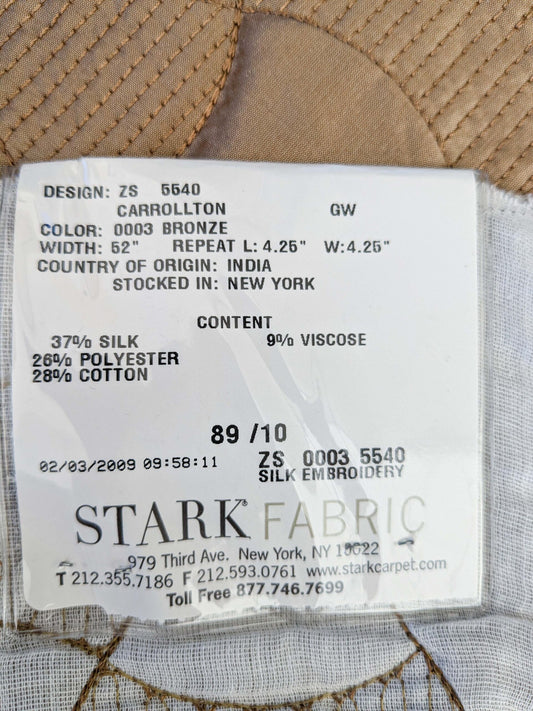 DESIGN: ZS 5540
CARROLLTON GW
COLOR: 0003 BRONZE
WIDTH: 52" REPEAT L: 4.25" W:4.25"
COUNTRY OF ORIGIN: INDIA
STOCKED IN: NEW YORK
CONTENT
37% SILK 9% VISCOSE
26% POLYESTER
28% COTTON
89 /10
02/03/2009 09:58:11 ZS 0003 5540
SILK EMBROIDERY
STARK FABRIC
979 Third Ave. New York, NY 10022
T 212.355.7186 F 212.593.0761 www.starkcarpet.com
Toll Free 877.746.7699